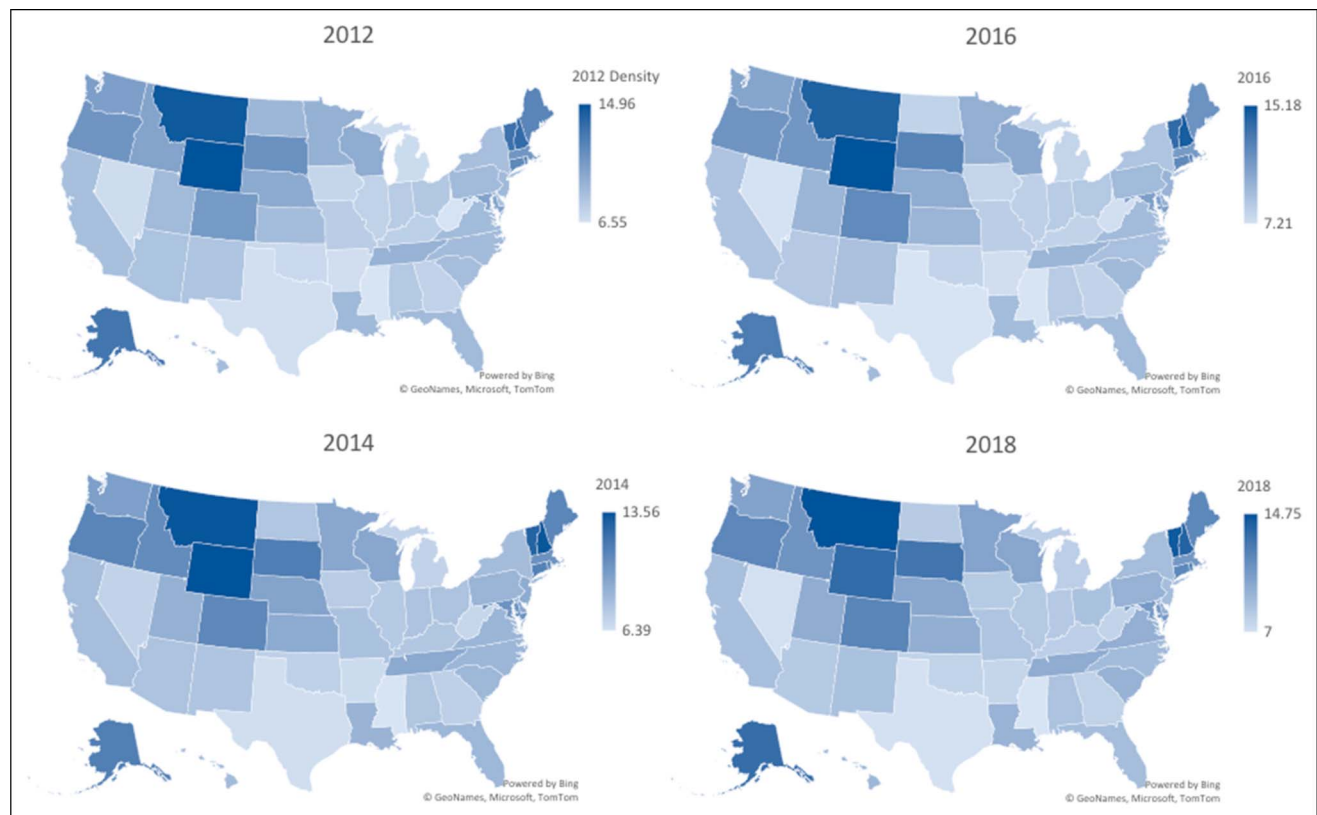 2012
2012 Density
14.96
6.55
Powered by Bing
© GeoNames, Microsoft, TomTom
2016
2016
15.18
7.21
Powered by Bing
© GeoNames, Microsoft, TomTom
2014
2014
13.56
6.39
Powered by Bing
© GeoNames, Microsoft, TomTom
2018
2018
14.75
7
Powered by Bing
© GeoNames, Microsoft, TomTom